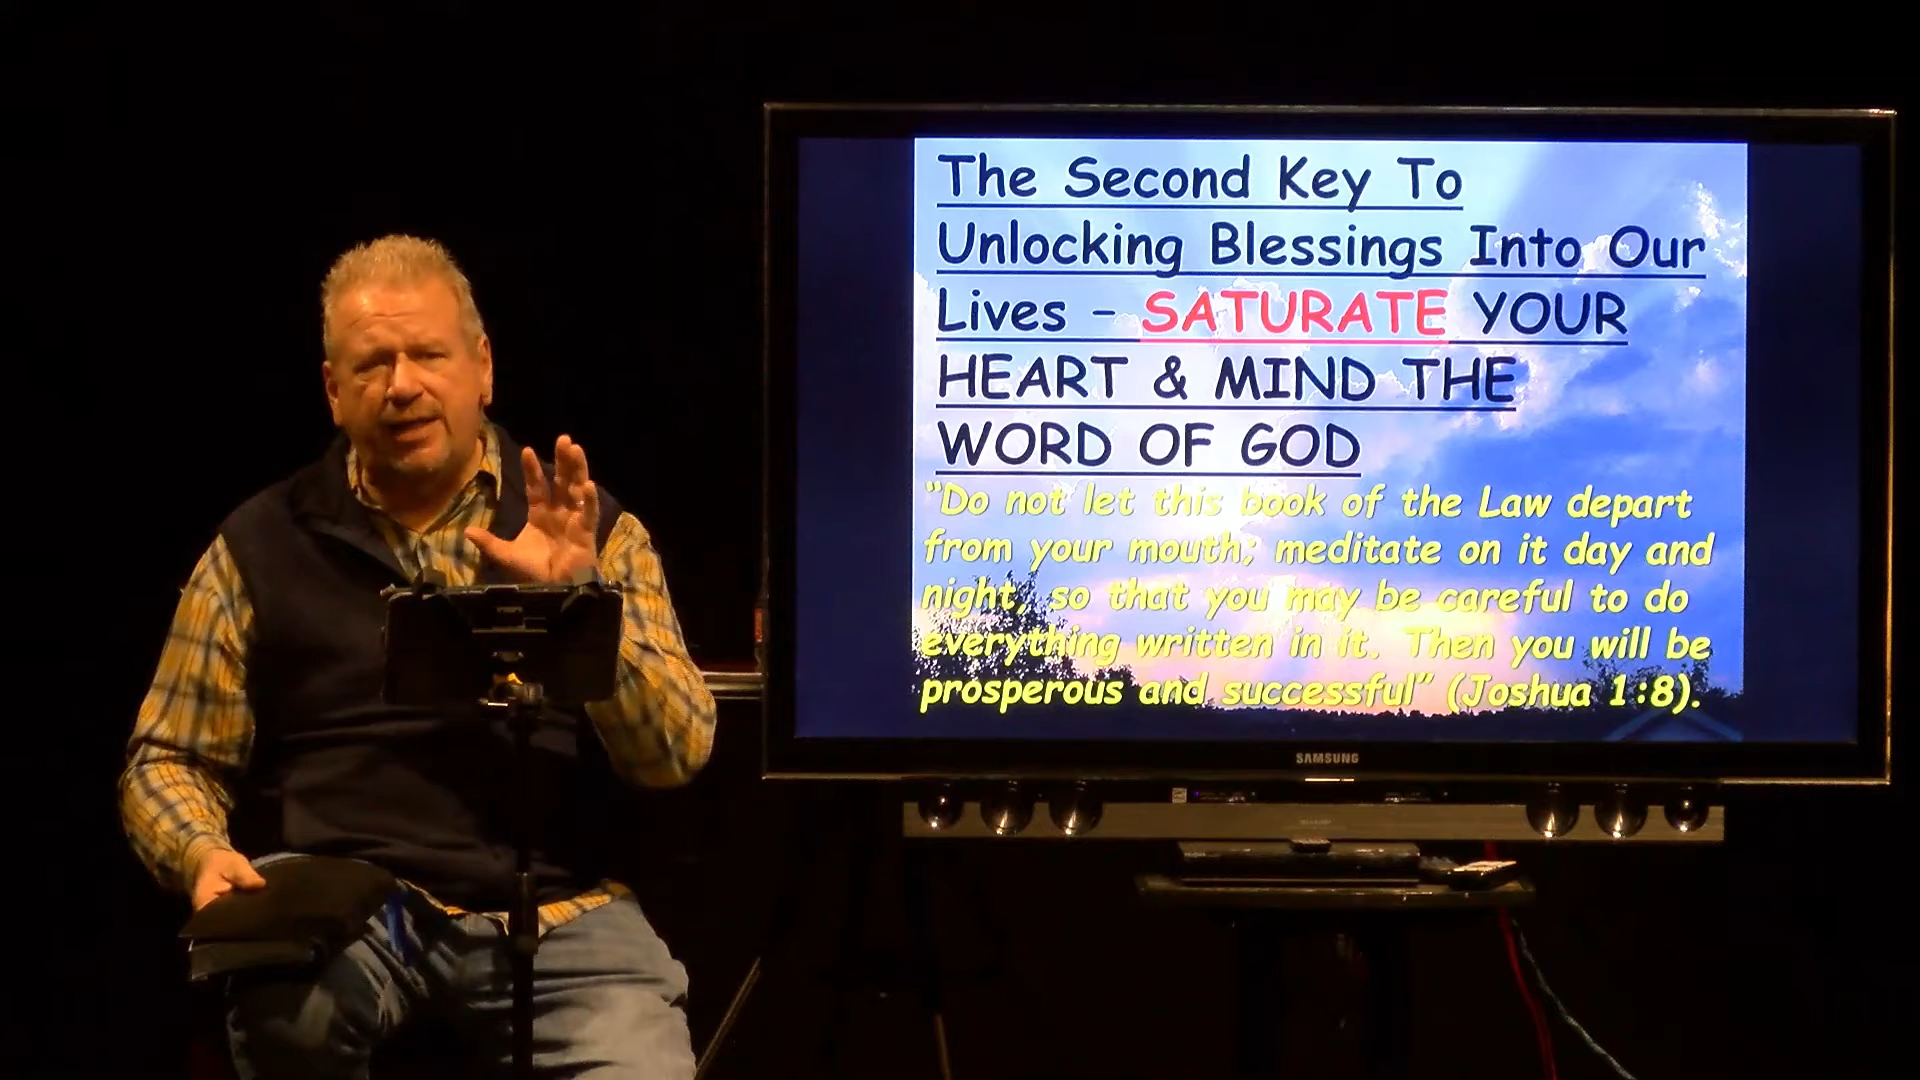 The Second Key To
Unlocking Blessings Into Our
Lives – SATURATE YOUR
HEART & MIND THE
WORD OF GOD
“Do not let this book of the Law depart
from your mouth; meditate on it day and
night, so that you may be careful to do
everything written in it. Then you will be
prosperous and successful” (Joshua 1:8).
SAMSUNG